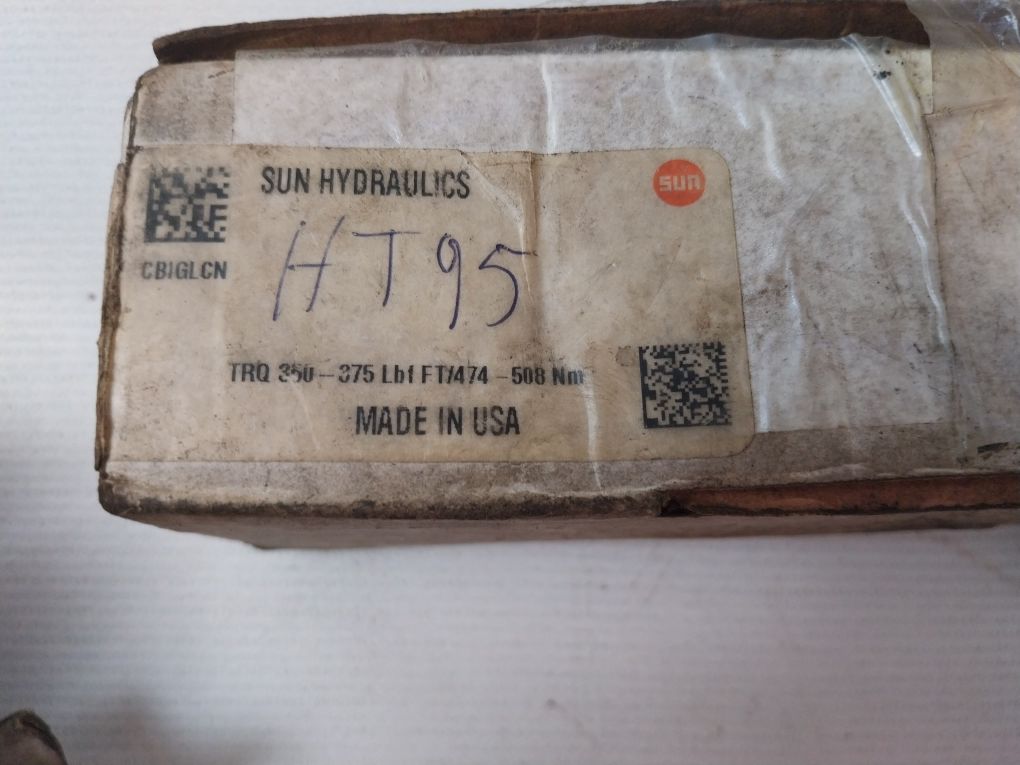 SUN HYDRAULICS
sun
CBIGLCN
HT95
TRQ 350-375 Lbf FT/474-508 Nm
MADE IN USA